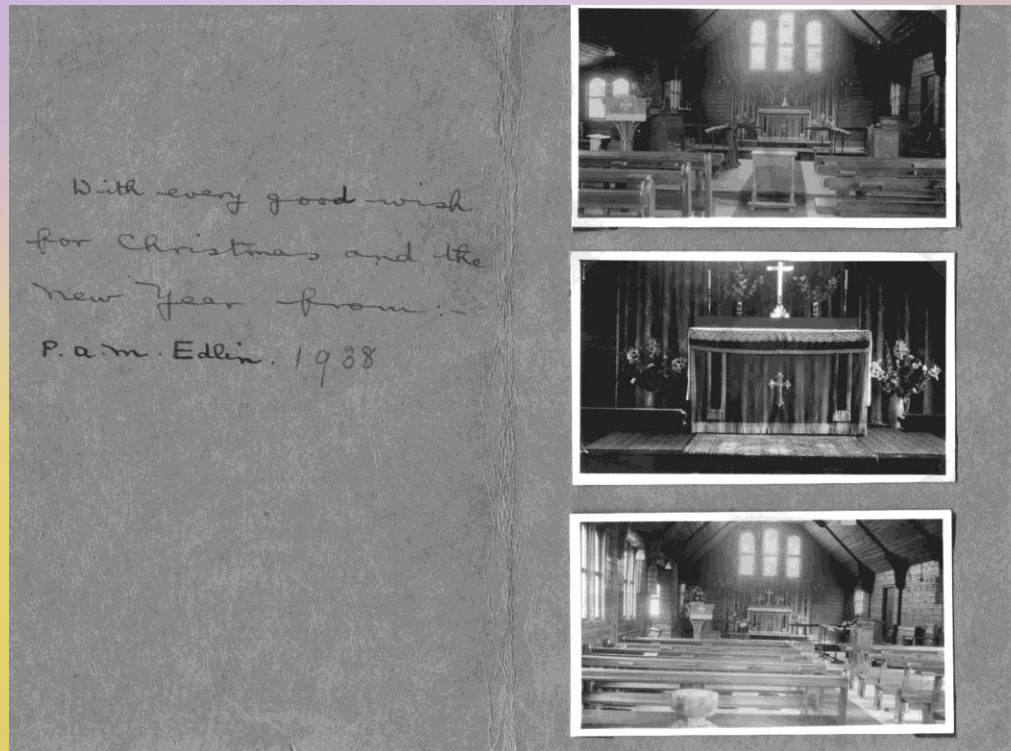 With every good wish
for Christmas and the
New Year from:-
P.a.m. Edlin. 1938